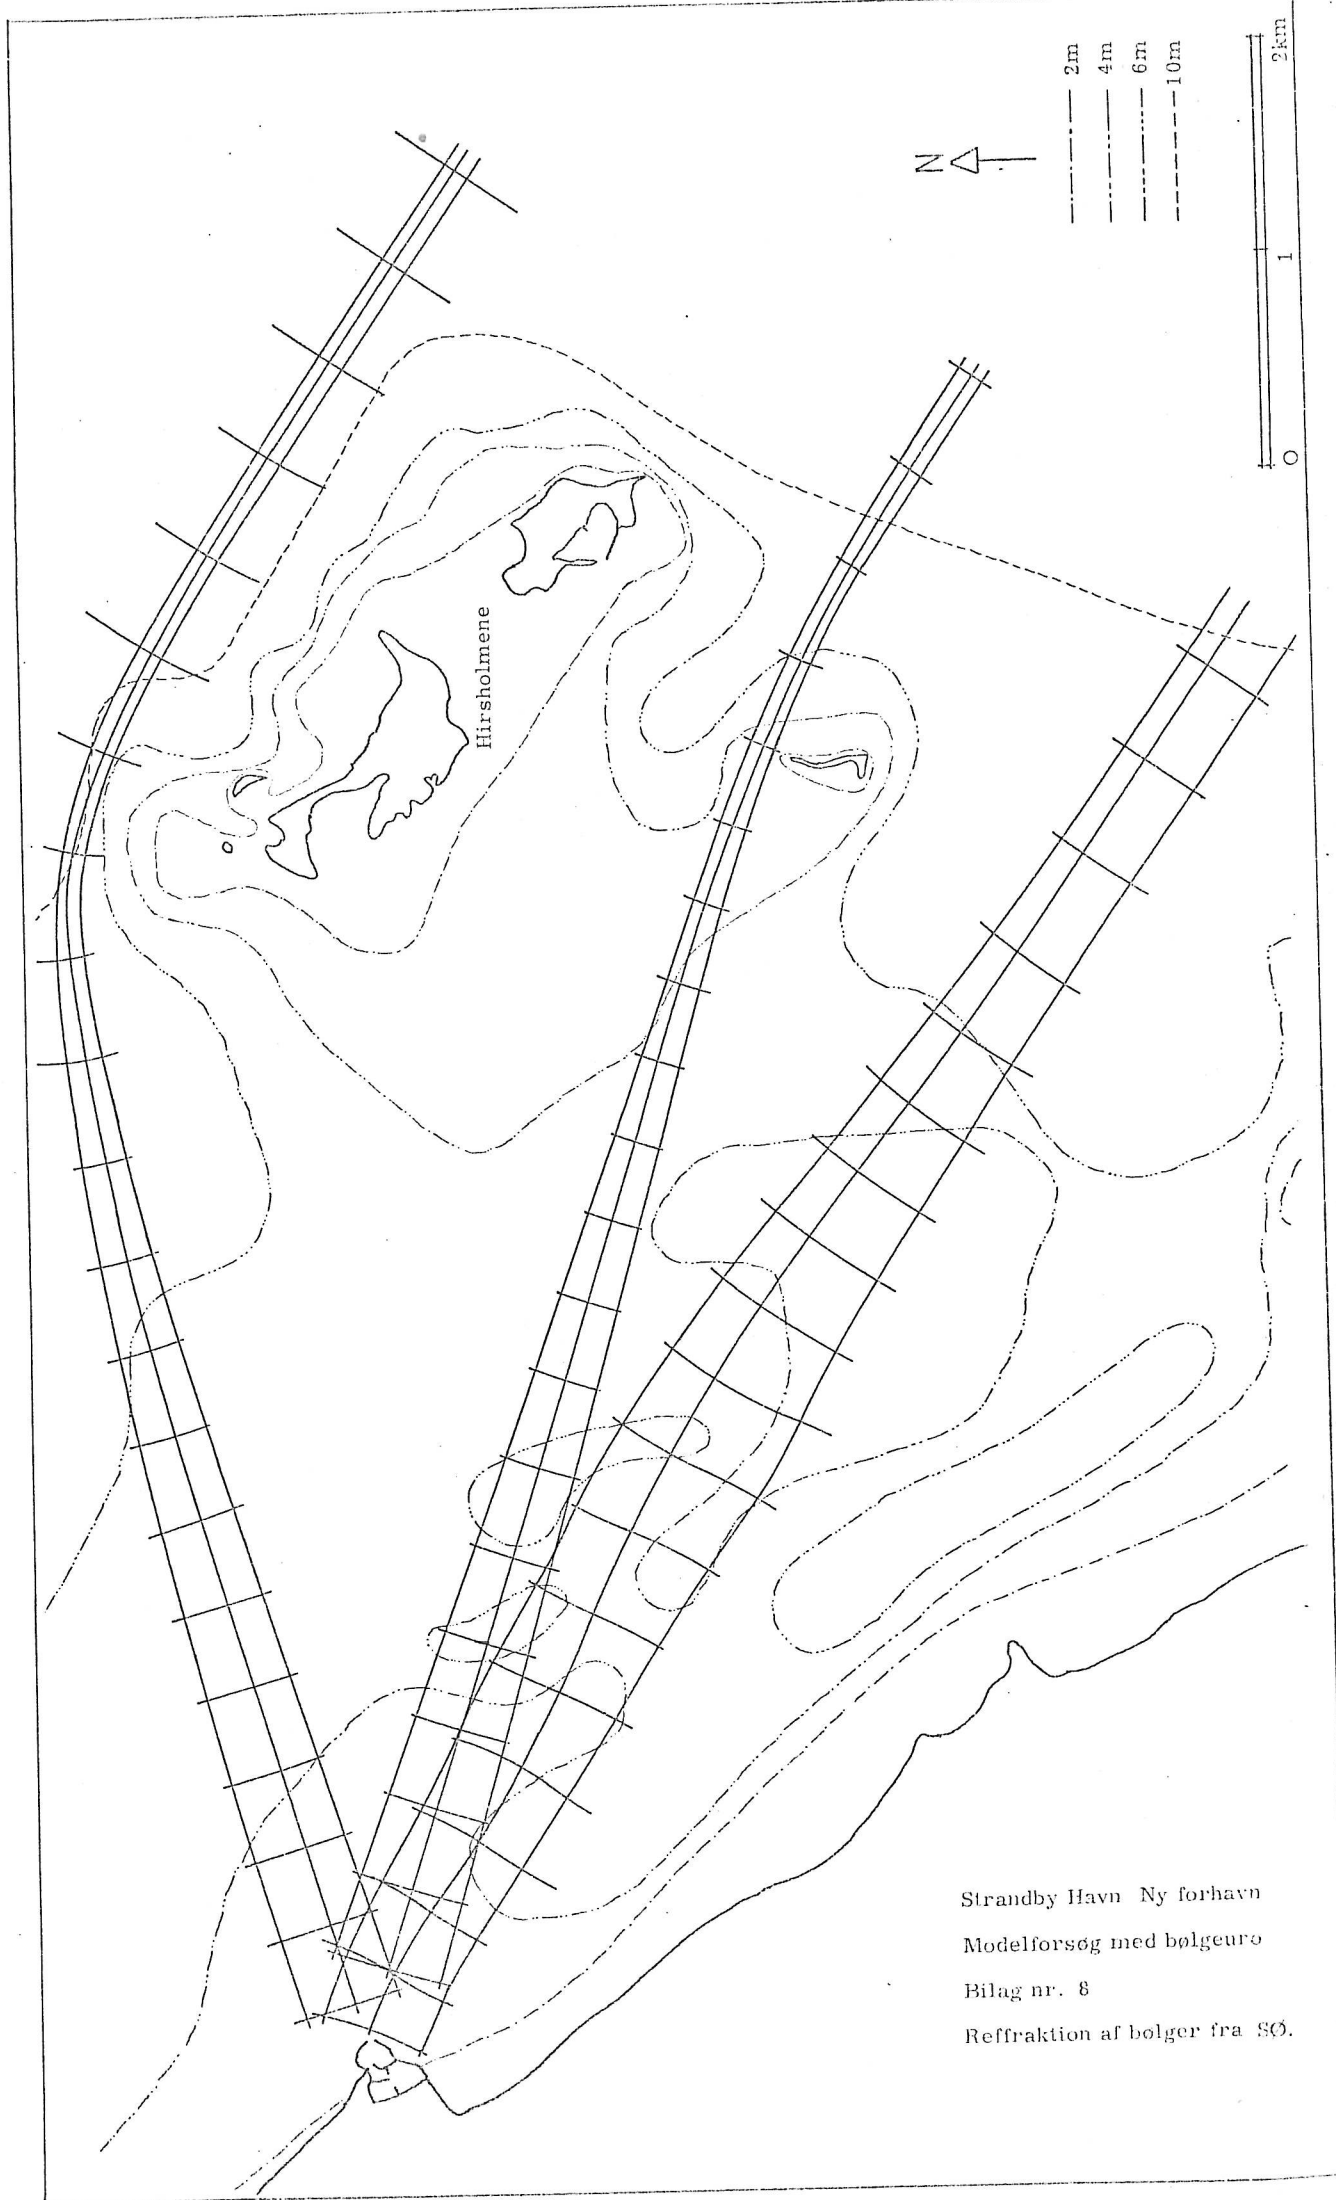 Hirsholmene
N
2m
4m
6m
10m
0 1 2km
Strandby Havn Ny forhavn
Modelforsøg med bølgeuro
Bilag nr. 8
Reffraktion af bølger fra SØ.